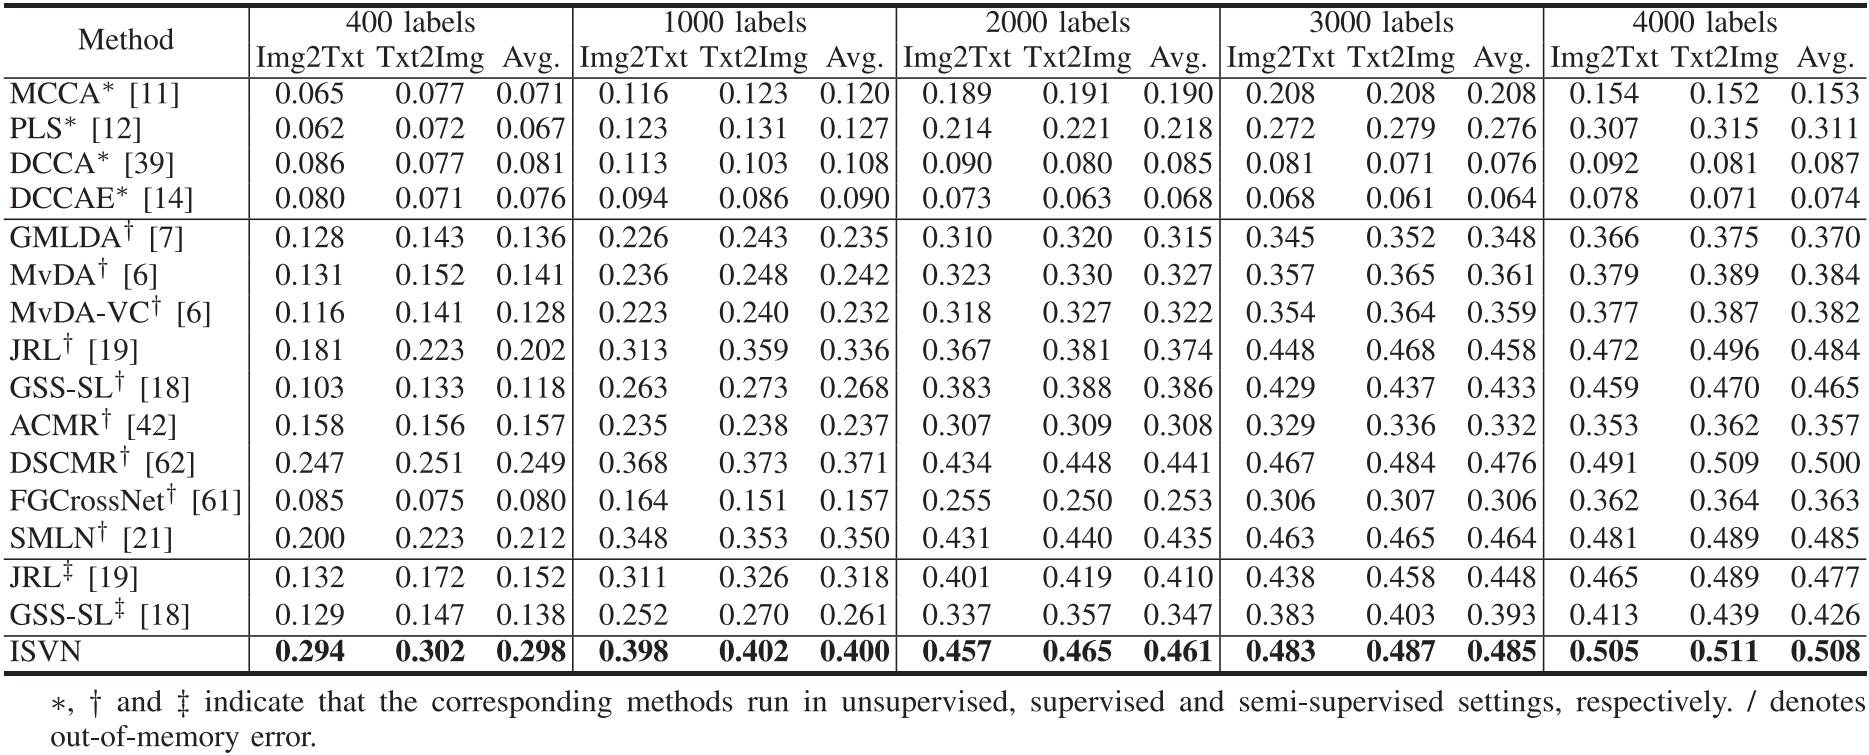 Method 400 labels 1000 labels 2000 labels 3000 labels 4000 labels
Img2Txt Txt2Img Avg. Img2Txt Txt2Img Avg. Img2Txt Txt2Img Avg. Img2Txt Txt2Img Avg. Img2Txt Txt2Img Avg.
MCCA* [11] 0.065 0.077 0.071 0.116 0.123 0.120 0.189 0.191 0.190 0.208 0.208 0.208 0.154 0.152 0.153
PLS* [12] 0.062 0.072 0.067 0.123 0.131 0.127 0.214 0.221 0.218 0.272 0.279 0.276 0.307 0.315 0.311
DCCA* [39] 0.086 0.077 0.081 0.113 0.103 0.108 0.090 0.080 0.085 0.081 0.071 0.076 0.092 0.081 0.087
DCCAE* [14] 0.080 0.071 0.076 0.094 0.086 0.090 0.073 0.063 0.068 0.068 0.061 0.064 0.078 0.071 0.074
GMLDA† [7] 0.128 0.143 0.136 0.226 0.243 0.235 0.310 0.320 0.315 0.345 0.352 0.348 0.366 0.375 0.370
MvDA† [6] 0.131 0.152 0.141 0.236 0.248 0.242 0.323 0.330 0.327 0.357 0.365 0.361 0.379 0.389 0.384
MvDA-VC† [6] 0.116 0.141 0.128 0.223 0.240 0.232 0.318 0.327 0.322 0.354 0.364 0.359 0.377 0.387 0.382
JRL† [19] 0.181 0.223 0.202 0.313 0.359 0.336 0.367 0.381 0.374 0.448 0.468 0.458 0.472 0.496 0.484
GSS-SL† [18] 0.103 0.133 0.118 0.263 0.273 0.268 0.383 0.388 0.386 0.429 0.437 0.433 0.459 0.470 0.465
ACMR† [42] 0.158 0.156 0.157 0.235 0.238 0.237 0.307 0.309 0.308 0.329 0.336 0.332 0.353 0.362 0.357
DSCMR† [62] 0.247 0.251 0.249 0.368 0.373 0.371 0.434 0.448 0.441 0.467 0.484 0.476 0.491 0.509 0.500
FGCrossNet† [61] 0.085 0.075 0.080 0.164 0.151 0.157 0.255 0.250 0.253 0.306 0.307 0.306 0.362 0.364 0.363
SMLN† [21] 0.200 0.223 0.212 0.348 0.353 0.350 0.431 0.440 0.435 0.463 0.465 0.464 0.481 0.489 0.485
JRL‡ [19] 0.132 0.172 0.152 0.311 0.326 0.318 0.401 0.419 0.410 0.438 0.458 0.448 0.465 0.489 0.477
GSS-SL‡ [18] 0.129 0.147 0.138 0.252 0.270 0.261 0.337 0.357 0.347 0.383 0.403 0.393 0.413 0.439 0.426
ISVN 0.294 0.302 0.298 0.398 0.402 0.400 0.457 0.465 0.461 0.483 0.487 0.485 0.505 0.511 0.508
*, † and ‡ indicate that the corresponding methods run in unsupervised, supervised and semi-supervised settings, respectively. / denotes
out-of-memory error.